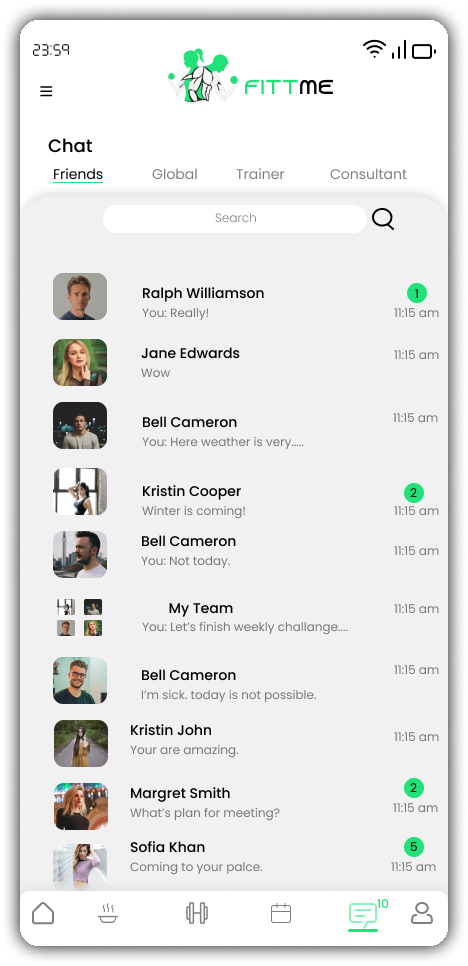 23:59
FITTME
Chat
Friends Global Trainer Consultant
Search
Ralph Williamson 1
You: Really! 11:15 am
Jane Edwards 11:15 am
Wow
Bell Cameron 11:15 am
You: Here weather is very.....
Kristin Cooper 2
Winter is coming! 11:15 am
Bell Cameron 11:15 am
You: Not today.
My Team 11:15 am
You: Let’s finish weekly challange....
Bell Cameron 11:15 am
I’m sick. today is not possible.
Kristin John 11:15 am
Your are amazing.
Margret Smith 2
What’s plan for meeting? 11:15 am
Sofia Khan 5
Coming to your palce. 11:15 am
10